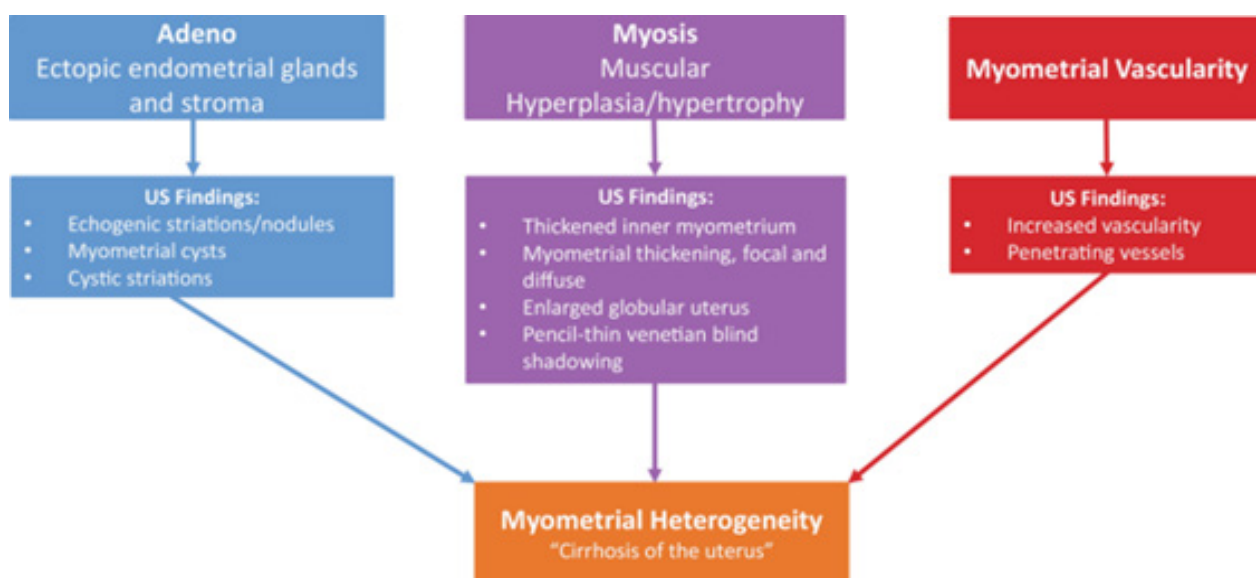 Adeno
Ectopic endometrial glands
and stroma
US Findings:
• Echogenic striations/nodules
• Myometrial cysts
• Cystic striations
Myosis
Muscular
Hyperplasia/hypertrophy
US Findings:
• Thickened inner myometrium
• Myometrial thickening, focal and
diffuse
• Enlarged globular uterus
• Pencil-thin venetian blind
shadowing
Myometrial Vascularity
US Findings:
• Increased vascularity
• Penetrating vessels
Myometrial Heterogeneity
“Cirrhosis of the uterus”